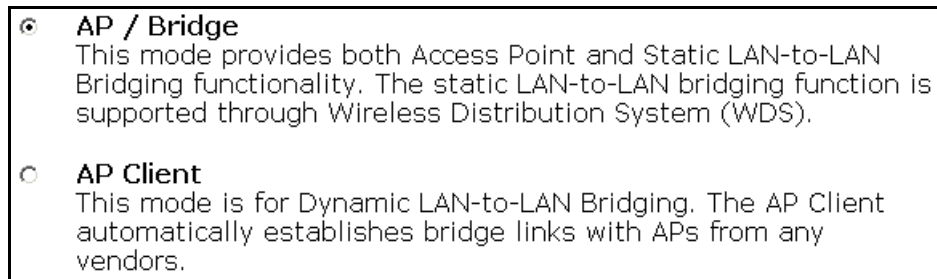 AP / Bridge
This mode provides both Access Point and Static LAN-to-LAN
Bridging functionality. The static LAN-to-LAN bridging function is
supported through Wireless Distribution System (WDS).
AP Client
This mode is for Dynamic LAN-to-LAN Bridging. The AP Client
automatically establishes bridge links with APs from any
vendors.